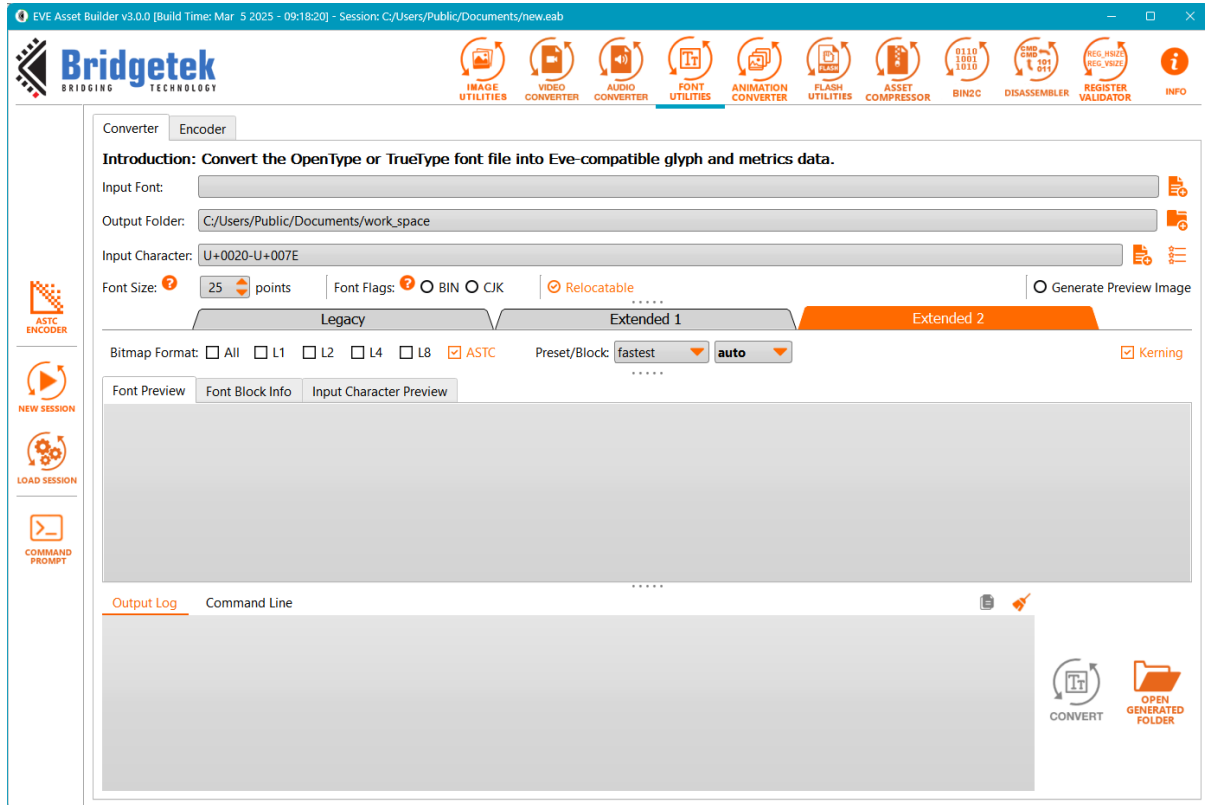 EVE Asset Builder v3.0.0 [Build Time: Mar  5 2025 - 09:18:20] - Session: C:/Users/Public/Documents/new.eab
Bridgetek
BRIDGING TECHNOLOGY
IMAGE UTILITIES
VIDEO CONVERTER
AUDIO CONVERTER
FONT UTILITIES
FLASH
ANIMATION CONVERTER
FLASH UTILITIES
ASSET COMPRESSOR
0110
1001
1010
BIN2C
CMD
CMD
101
011
DISASSEMBLER
REG_HSIZE
REG_VSIZE
REGISTER VALIDATOR
INFO
Converter Encoder
Introduction: Convert the OpenType or TrueType font file into Eve-compatible glyph and metrics data.
Input Font:
Output Folder: C:/Users/Public/Documents/work_space
Input Character: U+0020-U+007E
Font Size: ? 25 points Font Flags: ? BIN CJK Relocatable Generate Preview Image
Legacy Extended 1 Extended 2
Bitmap Format: All L1 L2 L4 L8 ASTC Preset/Block: fastest auto Kerning
Font Preview Font Block Info Input Character Preview
ASTC
ENCODER
NEW SESSION
LOAD SESSION
COMMAND
PROMPT
Output Log Command Line
CONVERT
OPEN
GENERATED
FOLDER